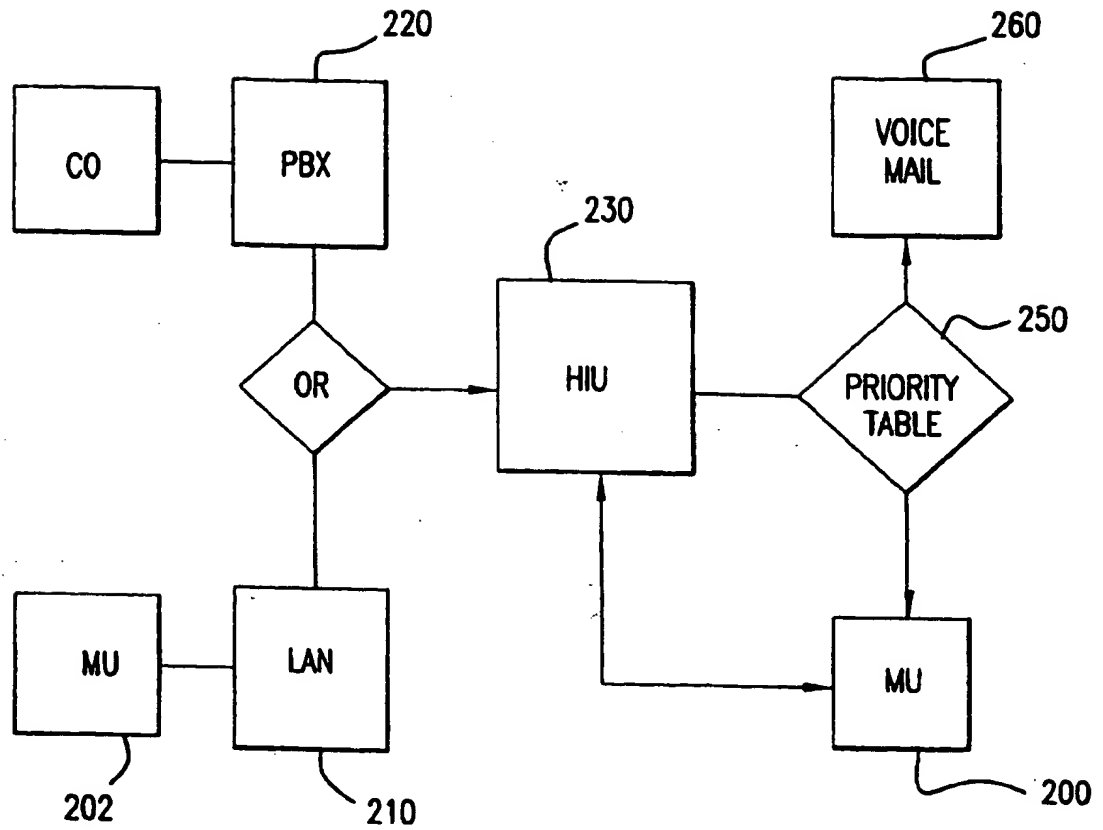 220
260
CO
PBX
VOICE
MAIL
230
250
OR
HIU
PRIORITY
TABLE
MU
LAN
MU
202
210
200